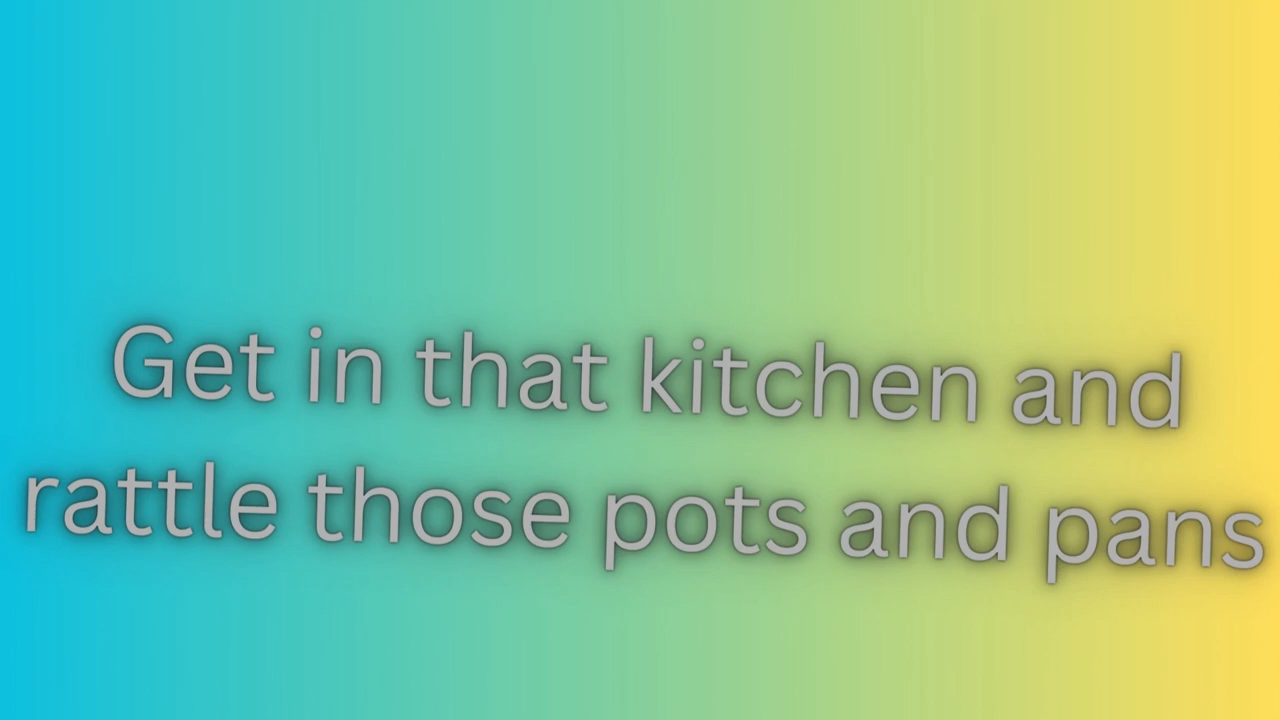 Get in that kitchen and
rattle those pots and pans